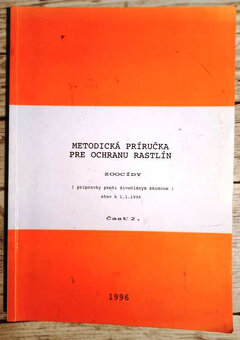 METODICKÁ PRÍRUČKA
PRE OCHRANU RASTLÍN
ZOOCÍDY
( prípravky proti živočíšnym škodcom )
stav k 1.1.1996
Časť 2.
1996